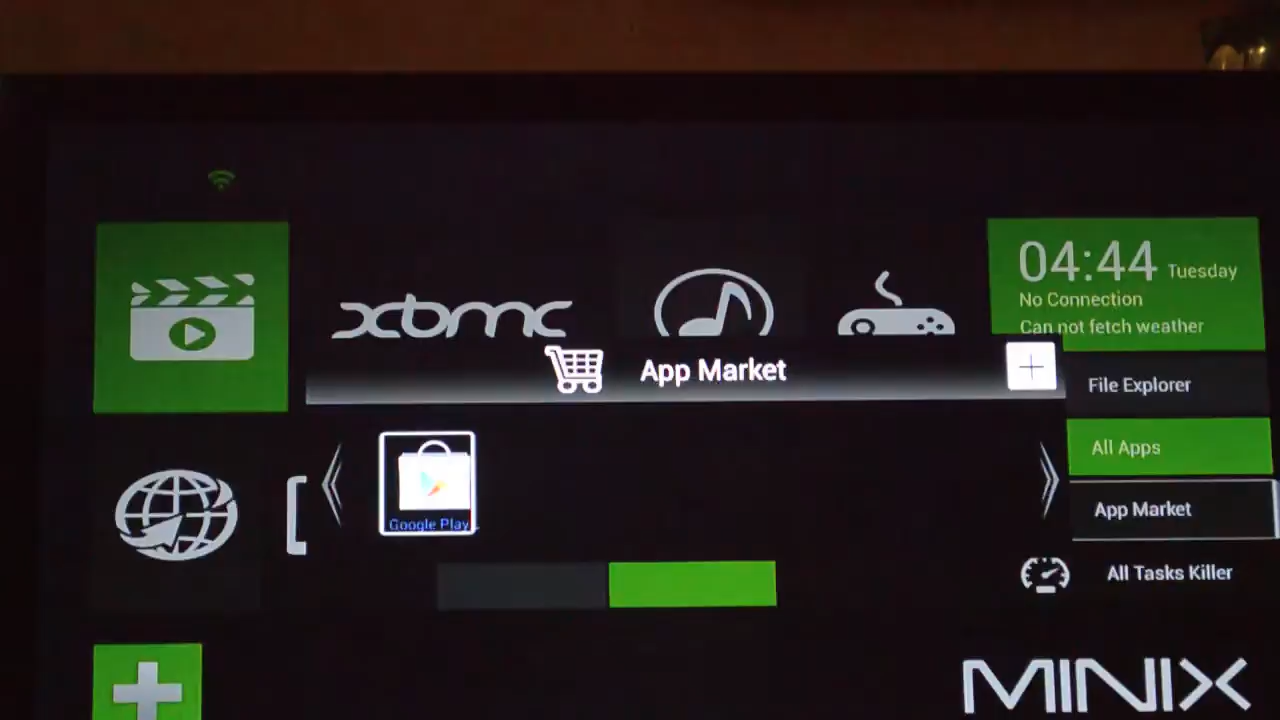 xbmc
04:44 Tuesday
No Connection
Can not fetch weather
App Market
File Explorer
All Apps
Google Play
App Market
All Tasks Killer
MINIX